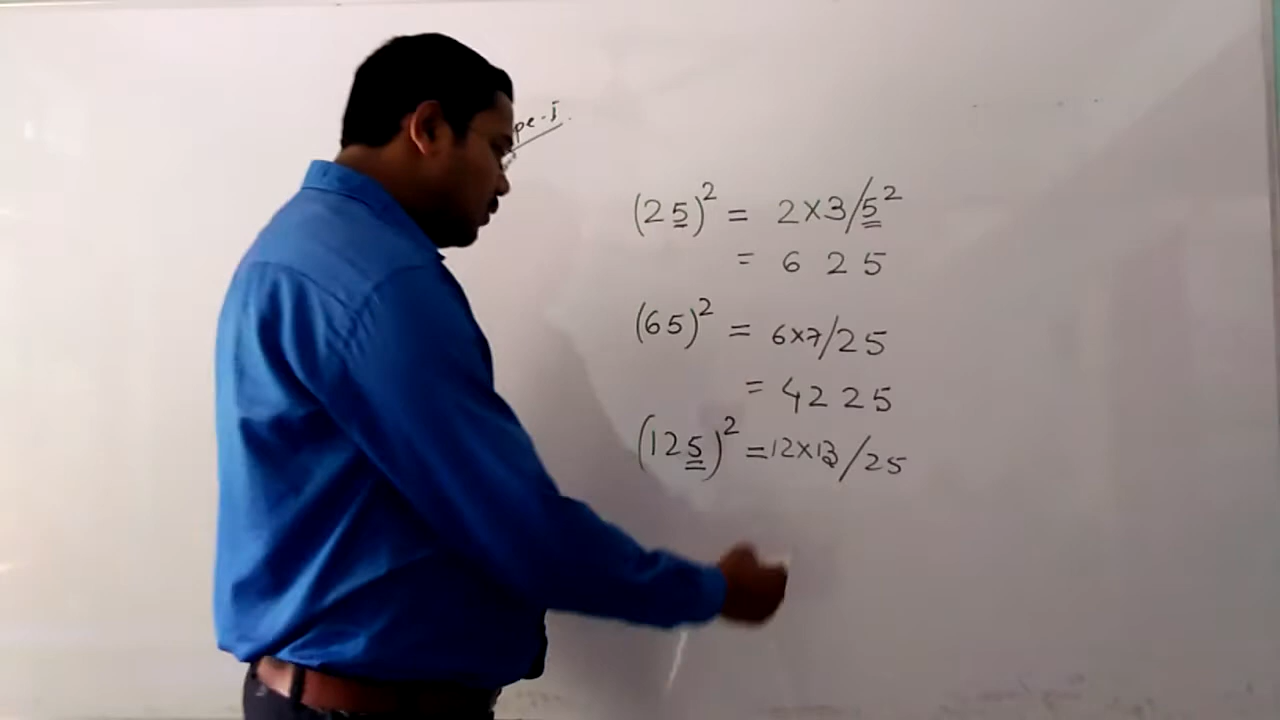 pe-I
(25)² = 2×3/5²
= 6 2 5
(65)² = 6×7/25
= 4225
(125)² = 12×13/25